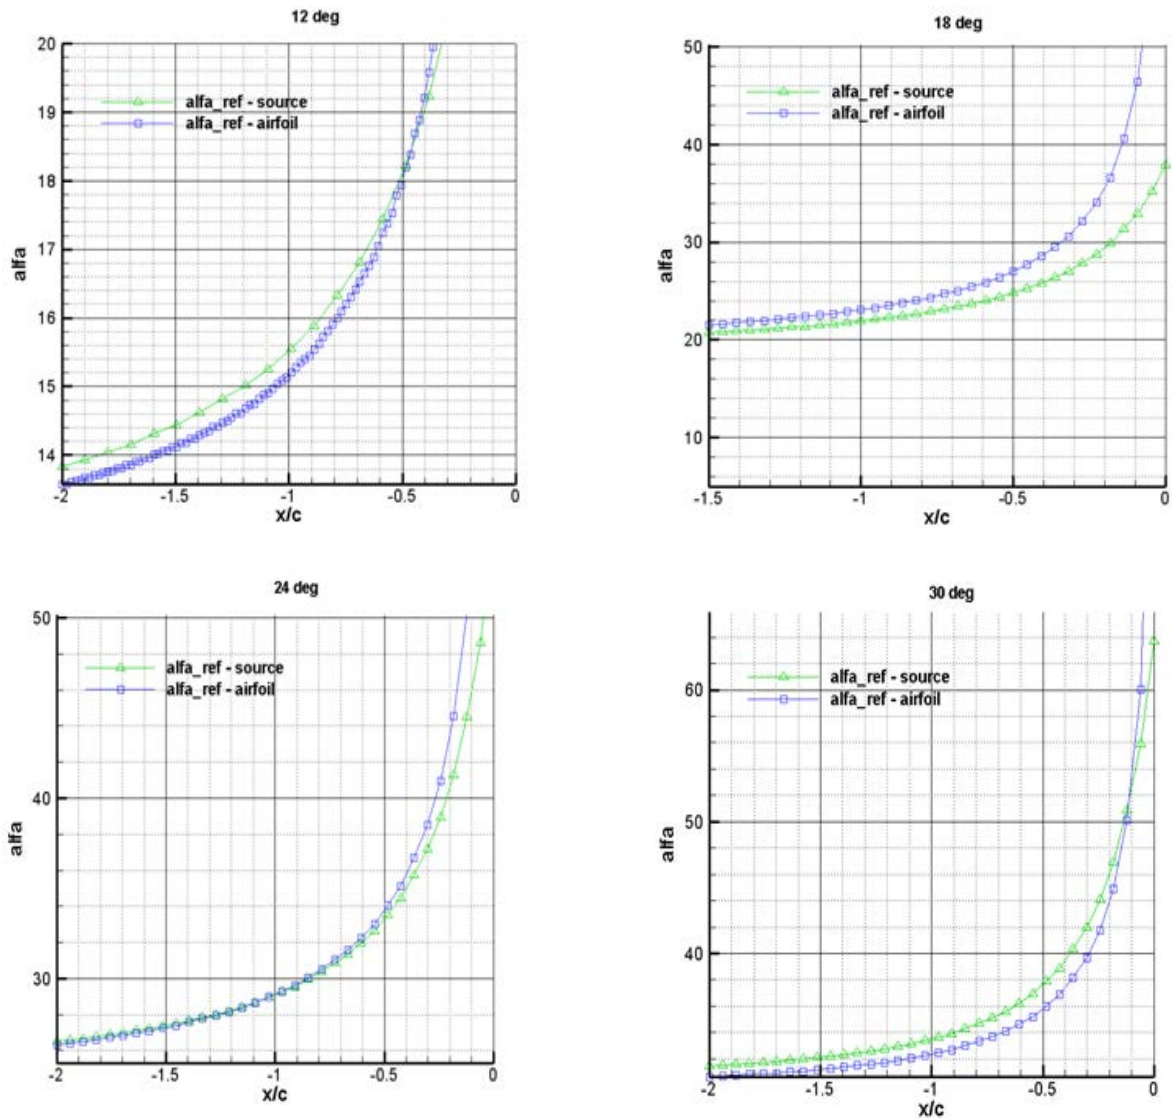 12 deg
20
19
18
17
16
15
14
alfa
alfa_ref - source
alfa_ref - airfoil
-2
-1.5
-1
-0.5
0
x/c
18 deg
50
40
30
20
10
alfa
alfa_ref - source
alfa_ref - airfoil
-1.5
-1
-0.5
0
x/c
24 deg
50
40
30
alfa
alfa_ref - source
alfa_ref - airfoil
-2
-1.5
-1
-0.5
0
x/c
30 deg
60
50
40
alfa
alfa_ref - source
alfa_ref - airfoil
-2
-1.5
-1
-0.5
0
x/c